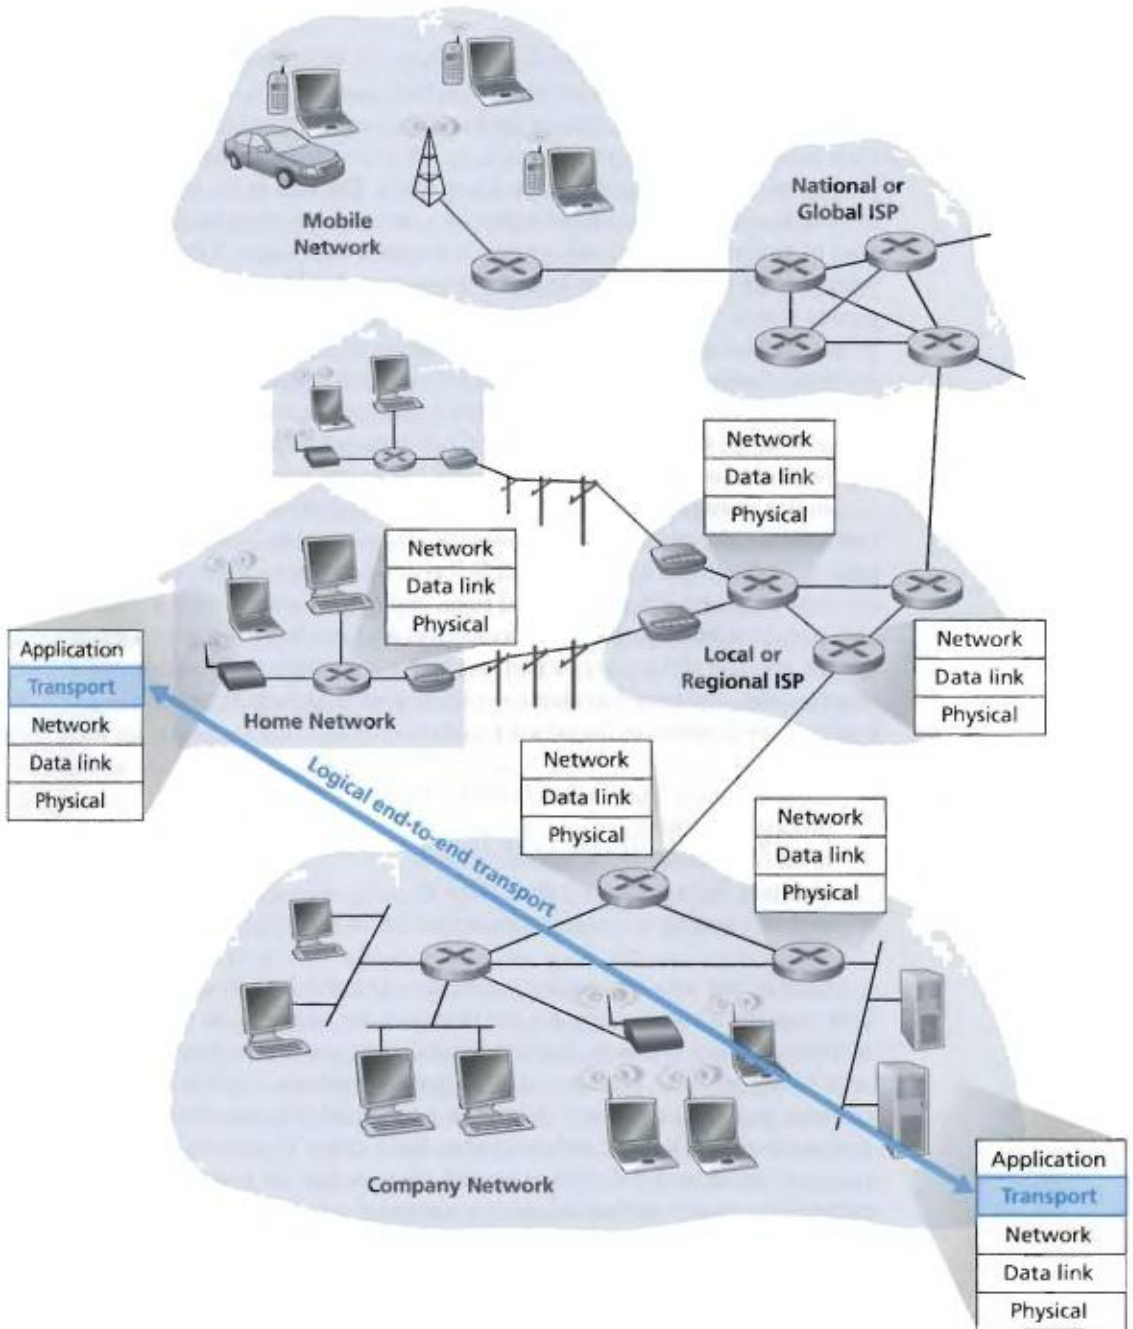 Mobile
Network
National or
Global ISP
Network
Data link
Physical
Network
Data link
Physical
Application
Transport
Network
Data link
Physical
Home Network
Local or
Regional ISP
Network
Data link
Physical
Logical end-to-end transport
Network
Data link
Physical
Network
Data link
Physical
Company Network
Application
Transport
Network
Data link
Physical